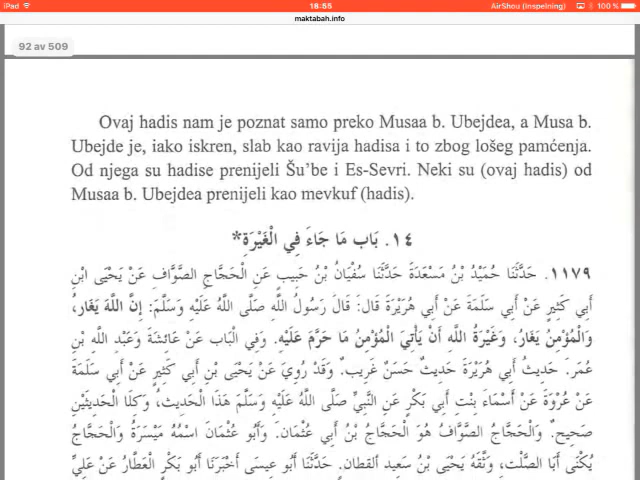 iPad 18:55 AirShou (Inspelning) 100 %
maktabah.info
92 av 509
Ovaj hadis nam je poznat samo preko Musaa b. Ubejdea, a Musa b.
Ubejde je, iako iskren, slab kao ravija hadisa i to zbog lošeg pamćenja.
Od njega su hadise prenijeli Šu’be i Es-Sevri. Neki su (ovaj hadis) od
Musaa b. Ubejdea prenijeli kao mevkuf (hadis).
١٤. بَاب مَا جَاءَ فِي الْغَيْرَةِ*
١١٧٩. حَدَّثَنَا حُمَيْدُ بْنُ مَسْعَدَةَ حَدَّثَنَا سُفْيَانُ بْنُ حَبِيبٍ عَنِ الْحَجَّاجِ الصَّوَّافِ عَنْ يَحْيَى ابْنِ
أَبِي كَثِيرٍ عَنْ أَبِي سَلَمَةَ عَنْ أَبِي هُرَيْرَةَ قَالَ: قَالَ رَسُولُ اللَّهِ صَلَّى اللَّهُ عَلَيْهِ وَسَلَّمَ: إِنَّ اللَّهَ يَغَارُ،
وَالْمُؤْمِنُ يَغَارُ، وَغَيْرَةُ اللَّهِ أَنْ يَأْتِيَ الْمُؤْمِنُ مَا حَرَّمَ عَلَيْهِ. وَفِي الْبَاب عَنْ عَائِشَةَ وَعَبْدِ اللَّهِ بْنِ
عُمَرَ: حَدِيثُ أَبِي هُرَيْرَةَ حَدِيثٌ حَسَنٌ غَرِيبٌ. وَقَدْ رُوِيَ عَنْ يَحْيَى بْنِ أَبِي كَثِيرٍ عَنْ أَبِي سَلَمَةَ
عَنْ عُرْوَةَ عَنْ أَسْمَاءَ بِنْتِ أَبِي بَكْرٍ عَنِ النَّبِيِّ صَلَّى اللَّهُ عَلَيْهِ وَسَلَّمَ هَذَا الْحَدِيثُ، وَكِلَا الْحَدِيثَيْنِ
صَحِيحٌ. وَالْحَجَّاجُ الصَّوَّافُ هُوَ الْحَجَّاجُ بْنُ أَبِي عُثْمَانَ. وَأَبُو عُثْمَانَ اسْمُهُ مَيْسَرَةُ وَالْحَجَّاجُ
يُكْنَى أَبَا الصَّلْتِ، وَثَّقَهُ يَحْيَى بْنُ سَعِيدٍ الْقَطَّانُ. حَدَّثَنَا أَبُو عِيسَى أَخْبَرَنَا أَبُو بَكْرٍ الْعَطَّارُ عَنْ عَلِيِّ